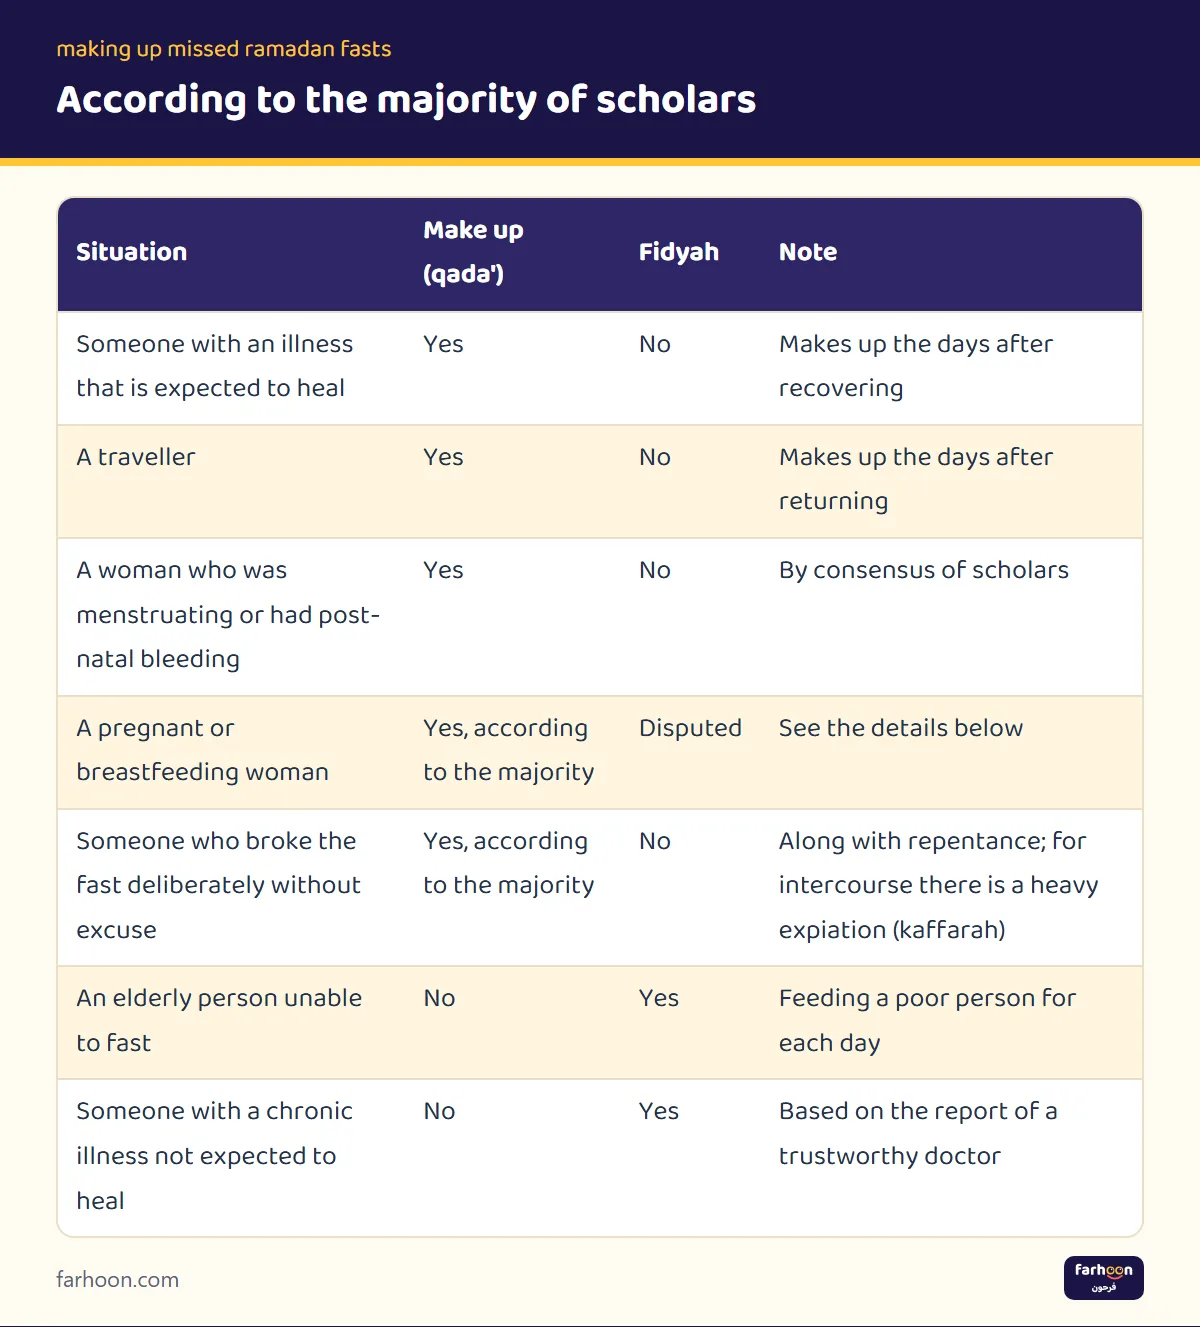 making up missed ramadan fasts
According to the majority of scholars
Situation
Make up
(qada')
Fidyah
Note
Someone with an illness
that is expected to heal
Yes
No
Makes up the days after
recovering
A traveller
Yes
No
Makes up the days after
returning
A woman who was
menstruating or had post-
natal bleeding
Yes
No
By consensus of scholars
A pregnant or
breastfeeding woman
Yes, according
to the majority
Disputed
See the details below
Someone who broke the
fast deliberately without
excuse
Yes, according
to the majority
No
Along with repentance; for
intercourse there is a heavy
expiation (kaffarah)
An elderly person unable
to fast
No
Yes
Feeding a poor person for
each day
Someone with a chronic
illness not expected to
heal
No
Yes
Based on the report of a
trustworthy doctor
farhoon.com
farhoon
فرحون